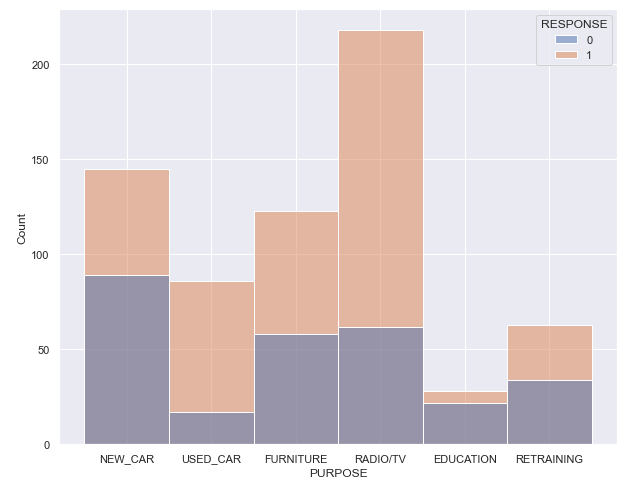 RESPONSE
0
1
200
150
100
50
0
Count
NEW_CAR USED_CAR FURNITURE RADIO/TV EDUCATION RETRAINING
PURPOSE